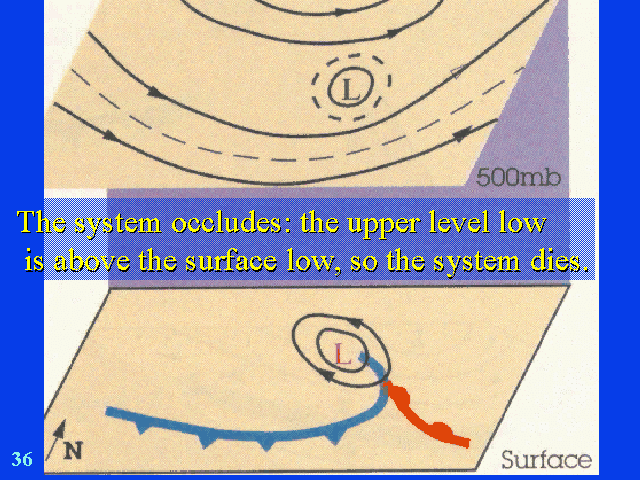 L
500mb
The system occludes: the upper level low
is above the surface low, so the system dies.
L
N
Surface
36